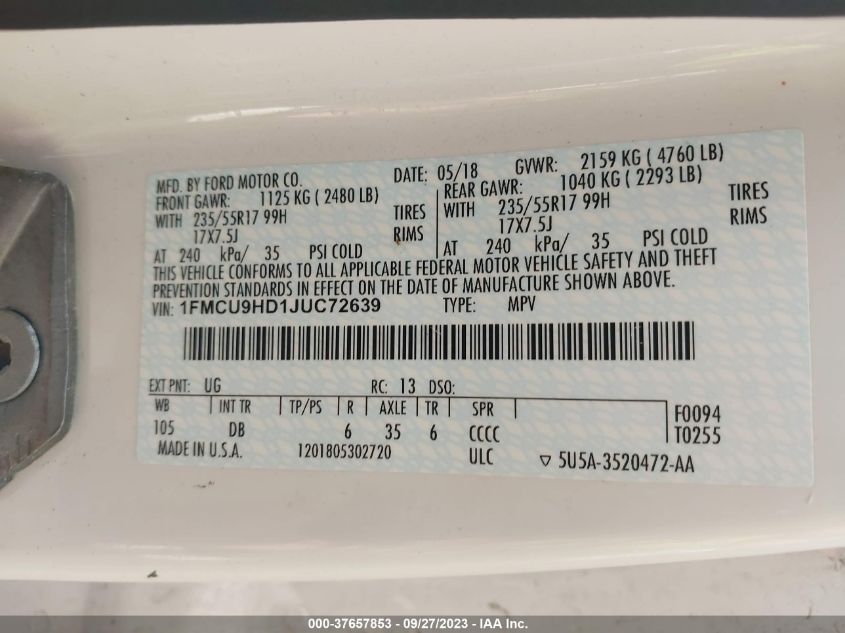 MFD. BY FORD MOTOR CO. DATE: 05/18 GVWR: 2159 KG ( 4760 LB)
FRONT GAWR: 1125 KG ( 2480 LB) REAR GAWR: 1040 KG ( 2293 LB)
WITH 235/55R17 99H TIRES WITH 235/55R17 99H TIRES
17X7.5J RIMS 17X7.5J RIMS
AT 240 kPa/ 35 PSI COLD AT 240 kPa/ 35 PSI COLD
THIS VEHICLE CONFORMS TO ALL APPLICABLE FEDERAL MOTOR VEHICLE SAFETY AND THEFT
PREVENTION STANDARDS IN EFFECT ON THE DATE OF MANUFACTURE SHOWN ABOVE.
VIN: 1FMCU9HD1JUC72639 TYPE: MPV
EXT PNT: UG RC: 13 DSO:
WB INT TR TP/PS R AXLE TR SPR F0094
105 DB 6 35 6 CCCC T0255
MADE IN U.S.A. 1201805302720 ULC ▽ 5U5A-3520472-AA
000-37657853 - 09/27/2023 - IAA Inc.